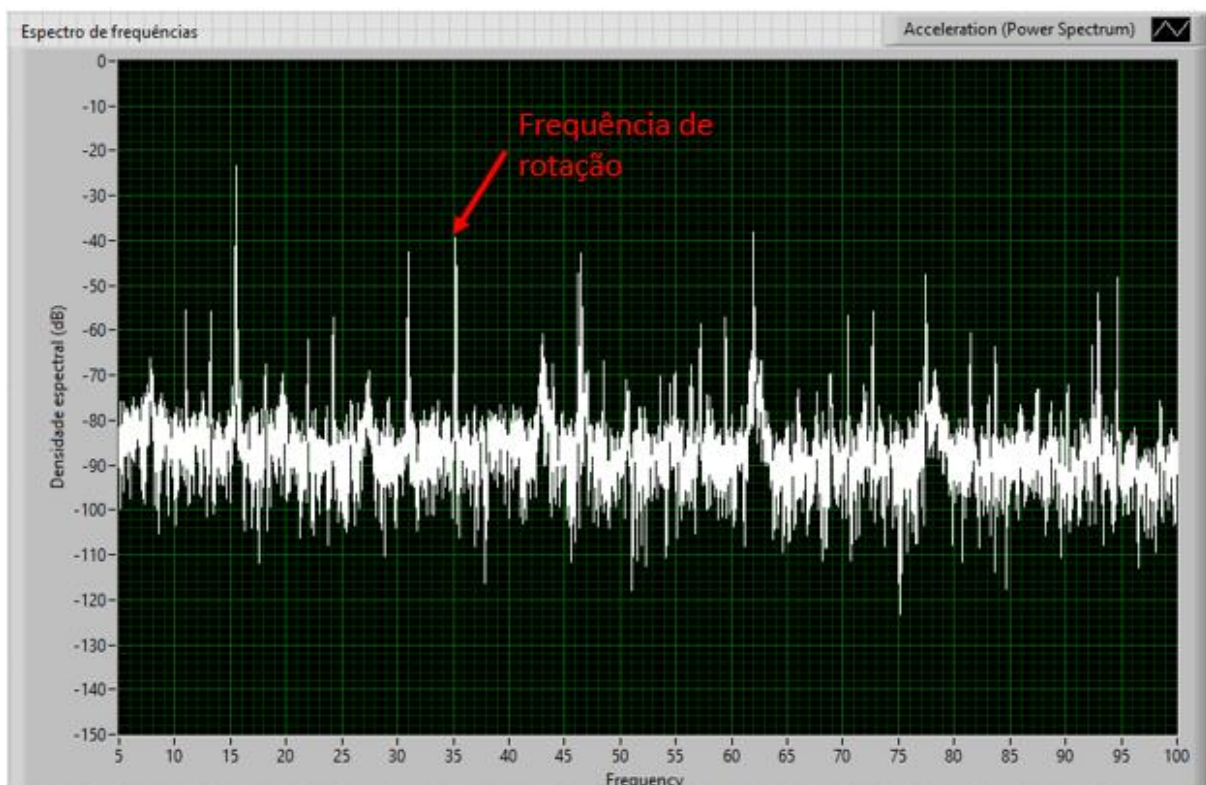 Espectro de frequências
Acceleration (Power Spectrum)
Frequência de
rotação
Densidade espectral (dB)
0
-10
-20
-30
-40
-50
-60
-70
-80
-90
-100
-110
-120
-130
-140
-150
5 10 15 20 25 30 35 40 45 50 55 60 65 70 75 80 85 90 95 100
Frequency